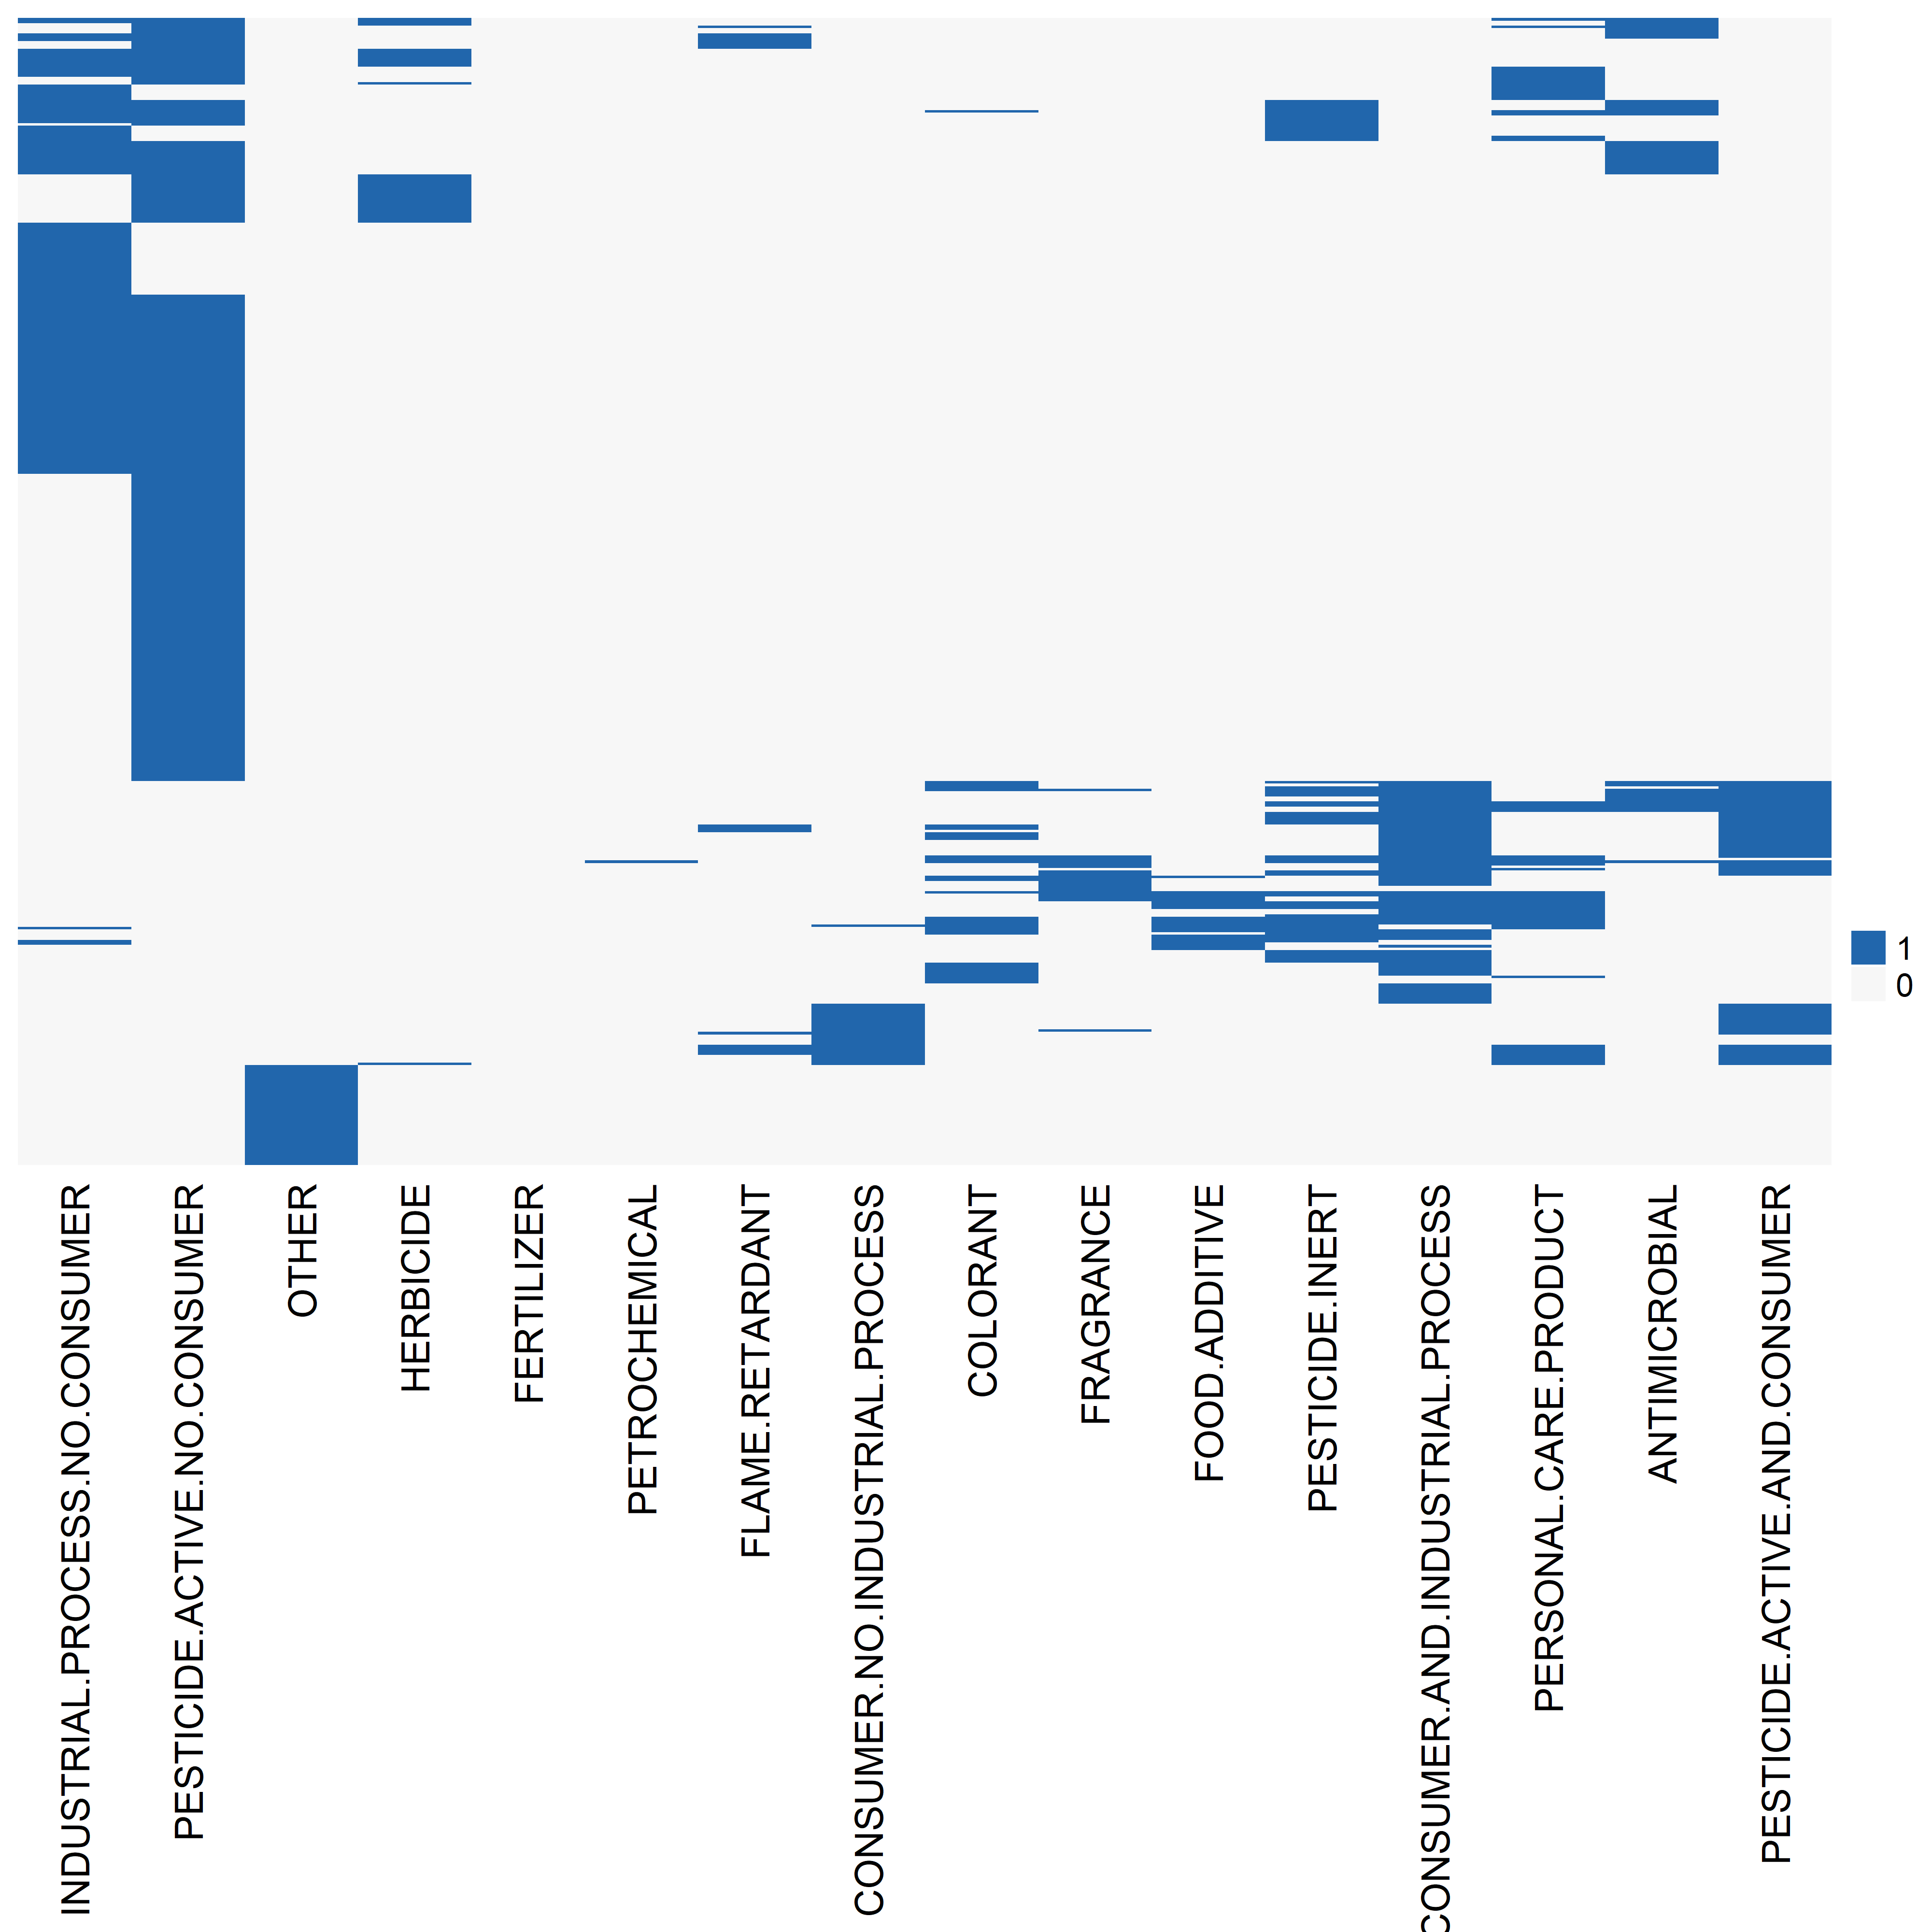 1
0
INDUSTRIAL.PROCESS.NO.CONSUMER
PESTICIDE.ACTIVE.NO.CONSUMER
OTHER
HERBICIDE
FERTILIZER
PETROCHEMICAL
FLAME.RETARDANT
CONSUMER.NO.INDUSTRIAL.PROCESS
COLORANT
FRAGRANCE
FOOD.ADDITIVE
PESTICIDE.INERT
CONSUMER.AND.INDUSTRIAL.PROCESS
PERSONAL.CARE.PRODUCT
ANTIMICROBIAL
PESTICIDE.ACTIVE.AND.CONSUMER